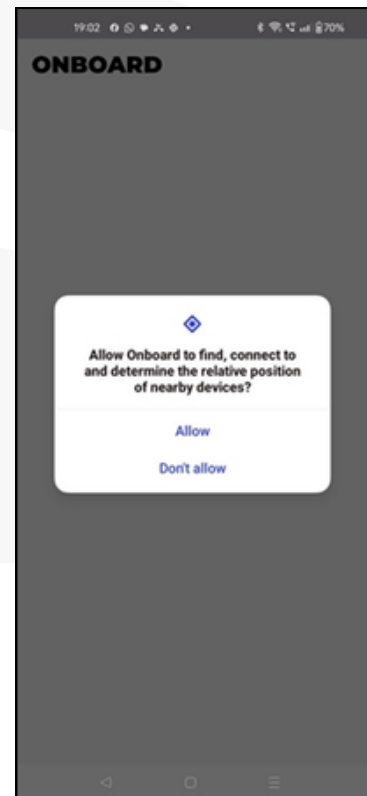 19:02 70%
ONBOARD
Allow Onboard to find, connect to
and determine the relative position
of nearby devices?
Allow
Don't allow